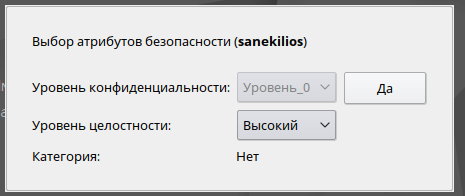 Выбор атрибутов безопасности (sanekilios)
Уровень конфиденциальности: Уровень_0 Да
Уровень целостности: Высокий
Категория: Нет